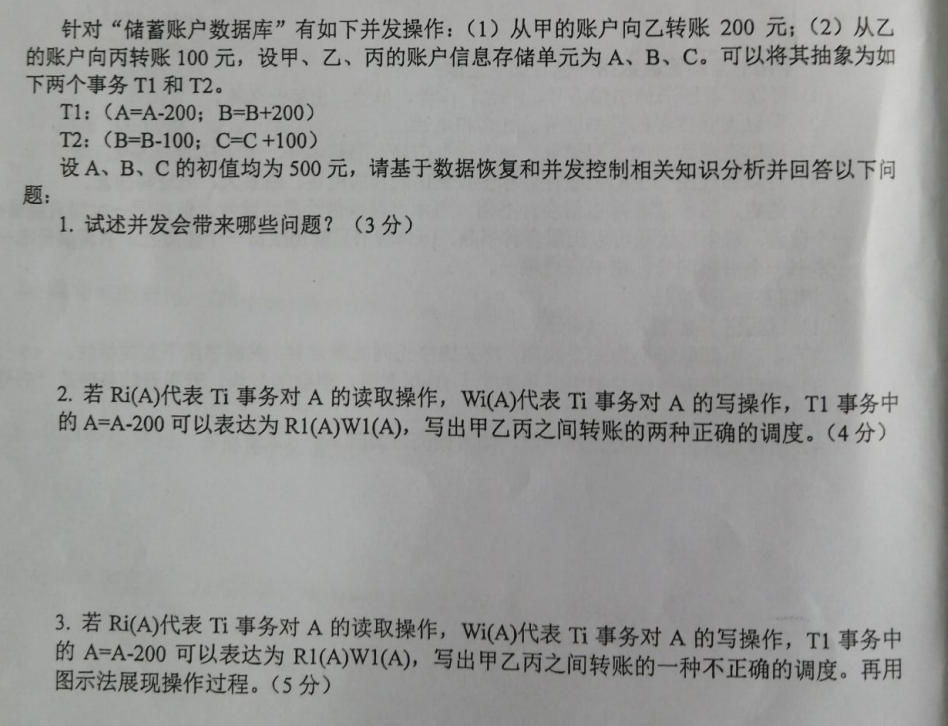 针对“储蓄账户数据库”有如下并发操作：（1）从甲的账户向乙转账 200 元；（2）从乙
的账户向丙转账 100 元，设甲、乙、丙的账户信息存储单元为 A、B、C。可以将其抽象为如
下两个事务 T1 和 T2。
T1：（A=A-200；B=B+200）
T2：（B=B-100；C=C +100）
设 A、B、C 的初值均为 500 元，请基于数据恢复和并发控制相关知识分析并回答以下问
题：
1. 试述并发会带来哪些问题？（3 分）
2. 若 Ri(A)代表 Ti 事务对 A 的读取操作，Wi(A)代表 Ti 事务对 A 的写操作，T1 事务中
的 A=A-200 可以表达为 R1(A)W1(A)，写出甲乙丙之间转账的两种正确的调度。（4 分）
3. 若 Ri(A)代表 Ti 事务对 A 的读取操作，Wi(A)代表 Ti 事务对 A 的写操作，T1 事务中
的 A=A-200 可以表达为 R1(A)W1(A)，写出甲乙丙之间转账的一种不正确的调度。再用
图示法展现操作过程。（5 分）